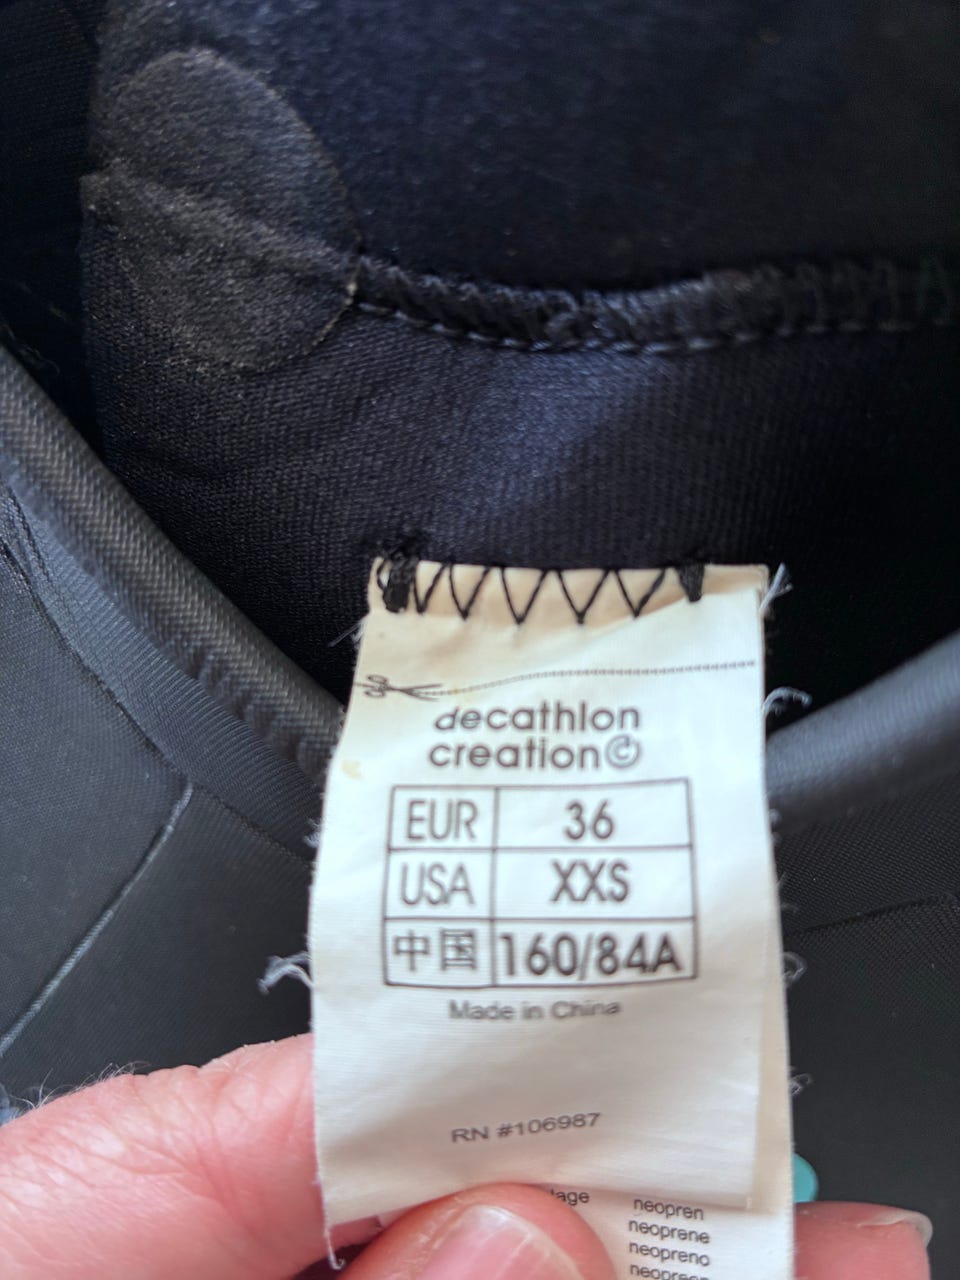 decathlon
creation©
EUR 36
USA XXS
中国 160/84A
Made in China
RN #106987
neopren
neoprene
neopreno